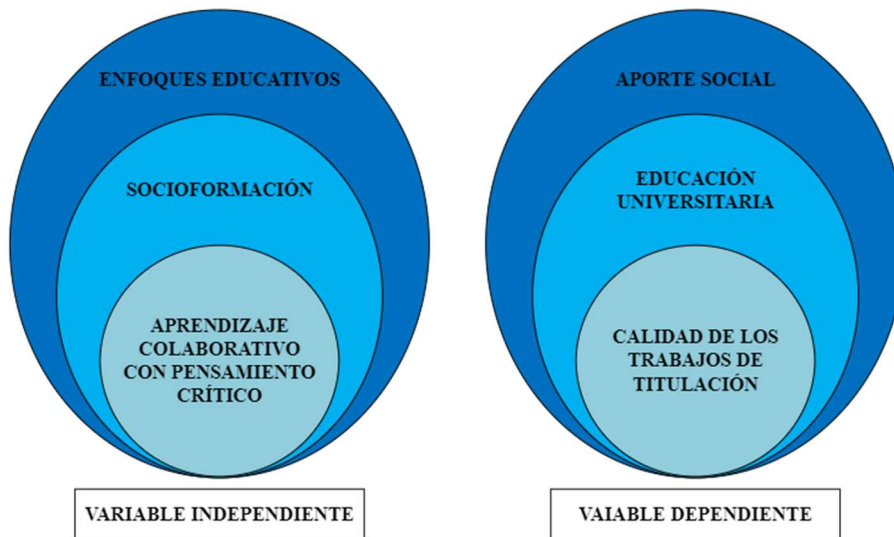 ENFOQUES EDUCATIVOS
SOCIOFORMACIÓN
APRENDIZAJE
COLABORATIVO
CON PENSAMIENTO
CRÍTICO
VARIABLE INDEPENDIENTE
APORTE SOCIAL
EDUCACIÓN
UNIVERSITARIA
CALIDAD DE LOS
TRABAJOS DE
TITULACIÓN
VAIABLE DEPENDIENTE